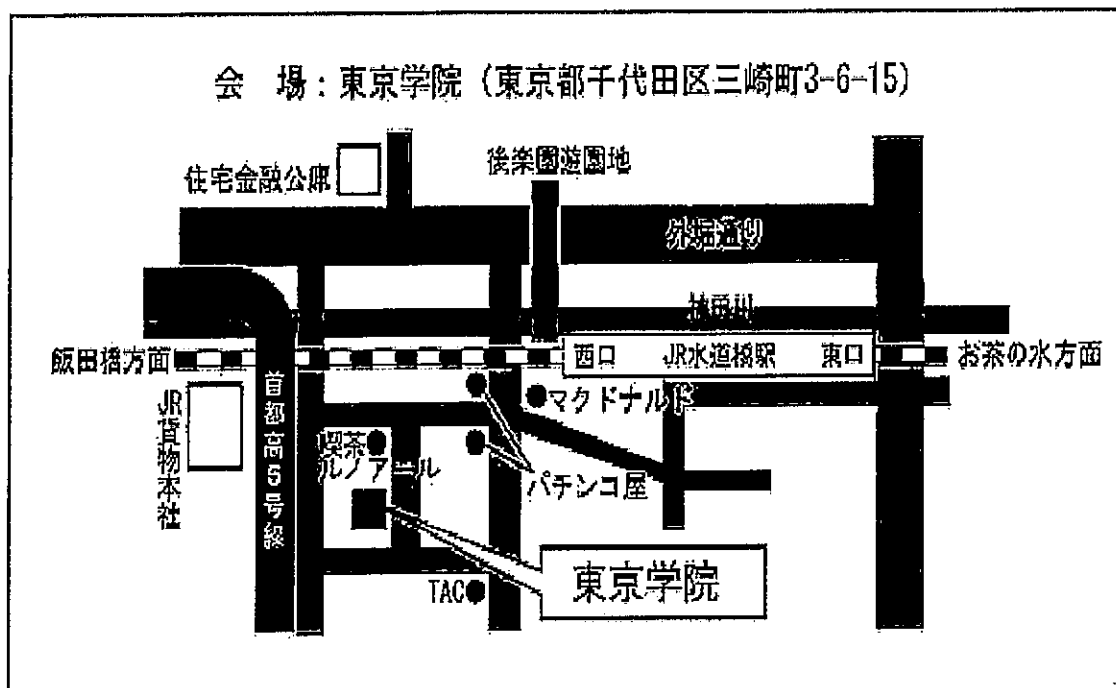 会　場：東京学院（東京都千代田区三崎町3-6-15）
住宅金融公庫
後楽園遊園地
外堀通り
神田川
飯田橋方面
西口
JR水道橋駅
東口
お茶の水方面
JR貨物本社
首都高5号線
マクドナルド
喫茶
ルノアール
パチンコ屋
東京学院
TAC